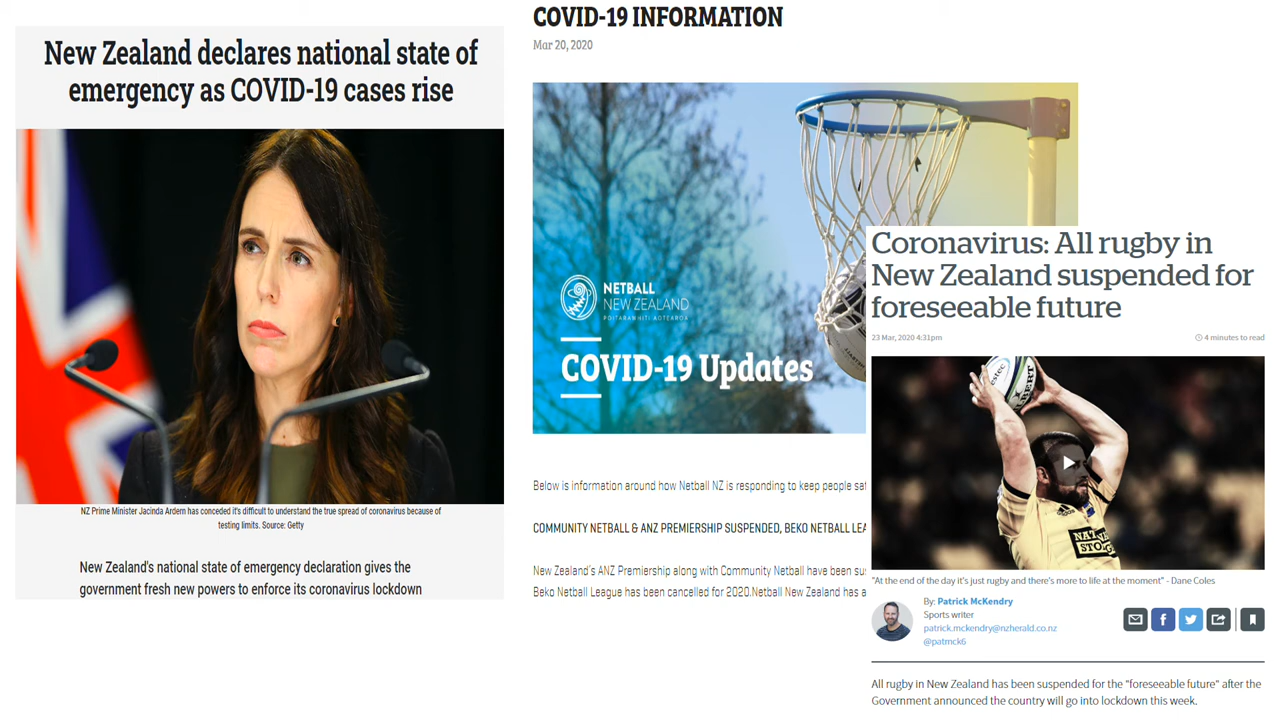 New Zealand declares national state of
emergency as COVID-19 cases rise
NZ Prime Minister Jacinda Ardern has conceded it's difficult to understand the true spread of coronavirus because of
testing limits. Source: Getty
New Zealand's national state of emergency declaration gives the
government fresh new powers to enforce its coronavirus lockdown
COVID-19 INFORMATION
Mar 20, 2020
NETBALL
NEW ZEALAND
POITARAWHITI AOTEAROA
COVID-19 Updates
Below is information around how Netball NZ is responding to keep people
COMMUNITY NETBALL & ANZ PREMIERSHIP SUSPENDED, BEKO NETBALL
New Zealand's ANZ Premiership along with Community Netball have been
Beko Netball League has been cancelled for 2020.Netball New Zealand has a
Coronavirus: All rugby in
New Zealand suspended for
foreseeable future
23 Mar, 2020 4:31pm
4 minutes to read
"At the end of the day it's just rugby and there's more to life at the moment" - Dane Coles
By: Patrick McKendry
Sports writer
patrick.mckendry@nzherald.co.nz
@patmck6
All rugby in New Zealand has been suspended for the "foreseeable future" after the
Government announced the country will go into lockdown this week.